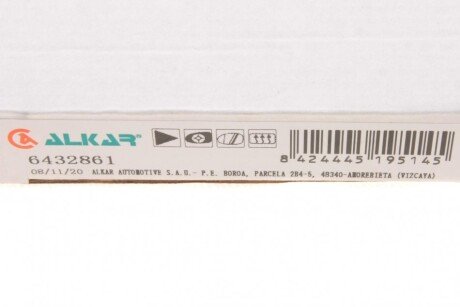 ALKAR®
6432861
8 424445 195145
08/11/20 ALKAR AUTOMOTIVE S.A.U.- P.E. BOROA, PARCELA 2B4-5, 48340-AMOREBIETA (VIZCAYA)